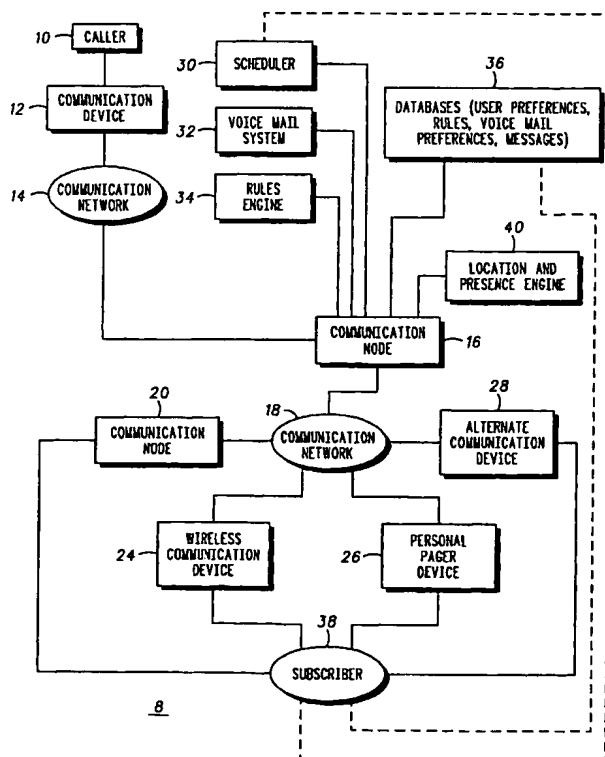 10
CALLER
12
COMMUNICATION
DEVICE
14
COMMUNICATION
NETWORK
30
SCHEDULER
32
VOICE MAIL
SYSTEM
34
RULES
ENGINE
36
DATABASES (USER PREFERENCES,
RULES, VOICE MAIL
PREFERENCES, MESSAGES)
40
LOCATION AND
PRESENCE ENGINE
COMMUNICATION
NODE
16
20
COMMUNICATION
NODE
18
COMMUNICATION
NETWORK
28
ALTERNATE
COMMUNICATION
DEVICE
24
WIRELESS
COMMUNICATION
DEVICE
26
PERSONAL
PAGER
DEVICE
38
SUBSCRIBER
8